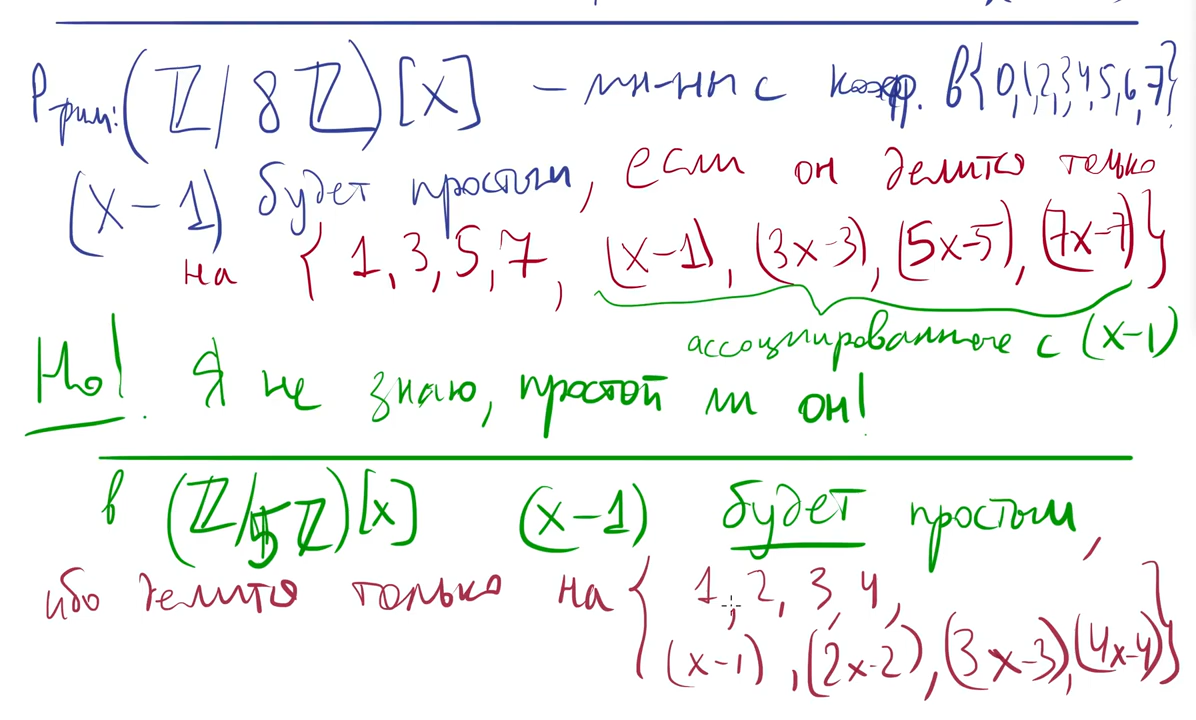 Прим: (ℤ/8ℤ)[x] – мн-ны с коэфф. в {0,1,2,3,4,5,6,7}
(x-1) будет простым, если он делится только
на {1, 3, 5, 7, (x-1), (3x-3), (5x-5), (7x-7)}
ассоциированные с (x-1)
Но! Я не знаю, простой ли он!
в (ℤ/5ℤ)[x] (x-1) будет простым,
ибо делится только на {1, 2, 3, 4,
(x-1), (2x-2), (3x-3), (4x-4)}